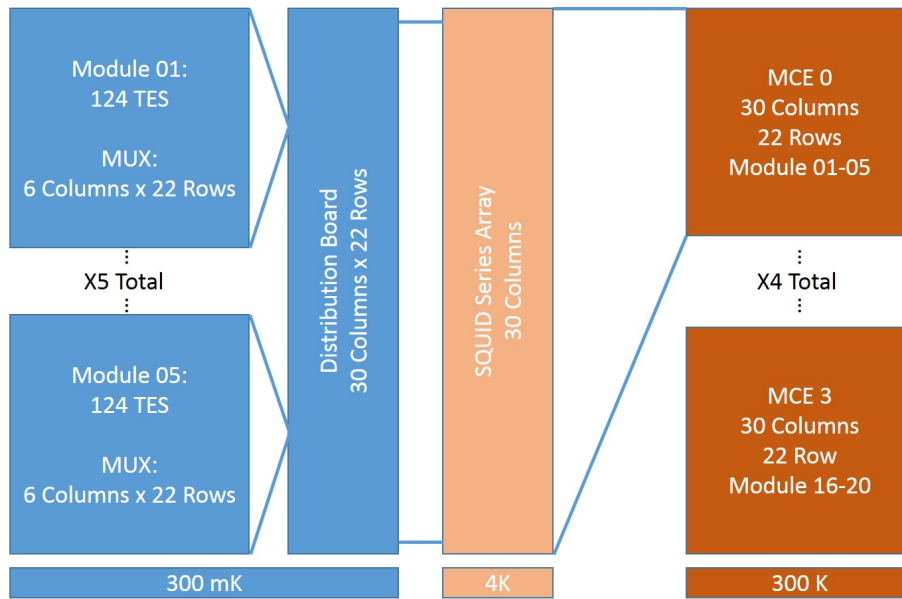 Module 01:
124 TES
MUX:
6 Columns x 22 Rows
⋮
X5 Total
⋮
Module 05:
124 TES
MUX:
6 Columns x 22 Rows
300 mK
Distribution Board
30 Columns x 22 Rows
SQUID Series Array
30 Columns
4K
MCE 0
30 Columns
22 Rows
Module 01-05
⋮
X4 Total
⋮
MCE 3
30 Columns
22 Row
Module 16-20
300 K